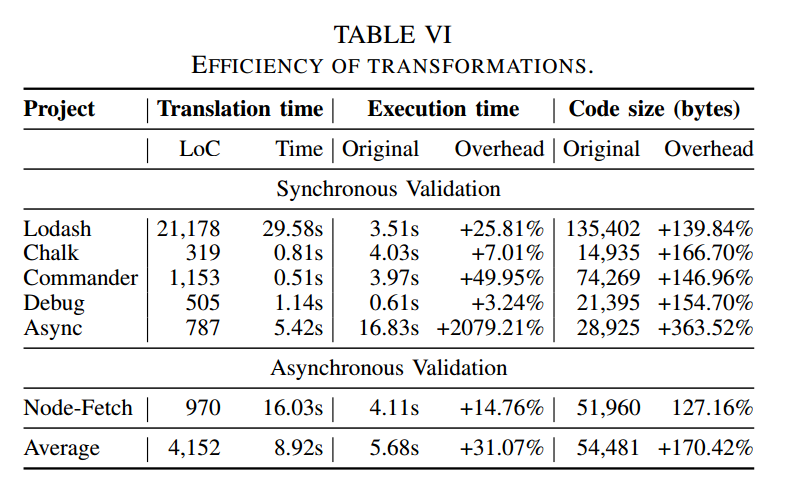 TABLE VI
EFFICIENCY OF TRANSFORMATIONS.
Project Translation time Execution time Code size (bytes)
LoC Time Original Overhead Original Overhead
Synchronous Validation
Lodash 21,178 29.58s 3.51s +25.81% 135,402 +139.84%
Chalk 319 0.81s 4.03s +7.01% 14,935 +166.70%
Commander 1,153 0.51s 3.97s +49.95% 74,269 +146.96%
Debug 505 1.14s 0.61s +3.24% 21,395 +154.70%
Async 787 5.42s 16.83s +2079.21% 28,925 +363.52%
Asynchronous Validation
Node-Fetch 970 16.03s 4.11s +14.76% 51,960 127.16%
Average 4,152 8.92s 5.68s +31.07% 54,481 +170.42%